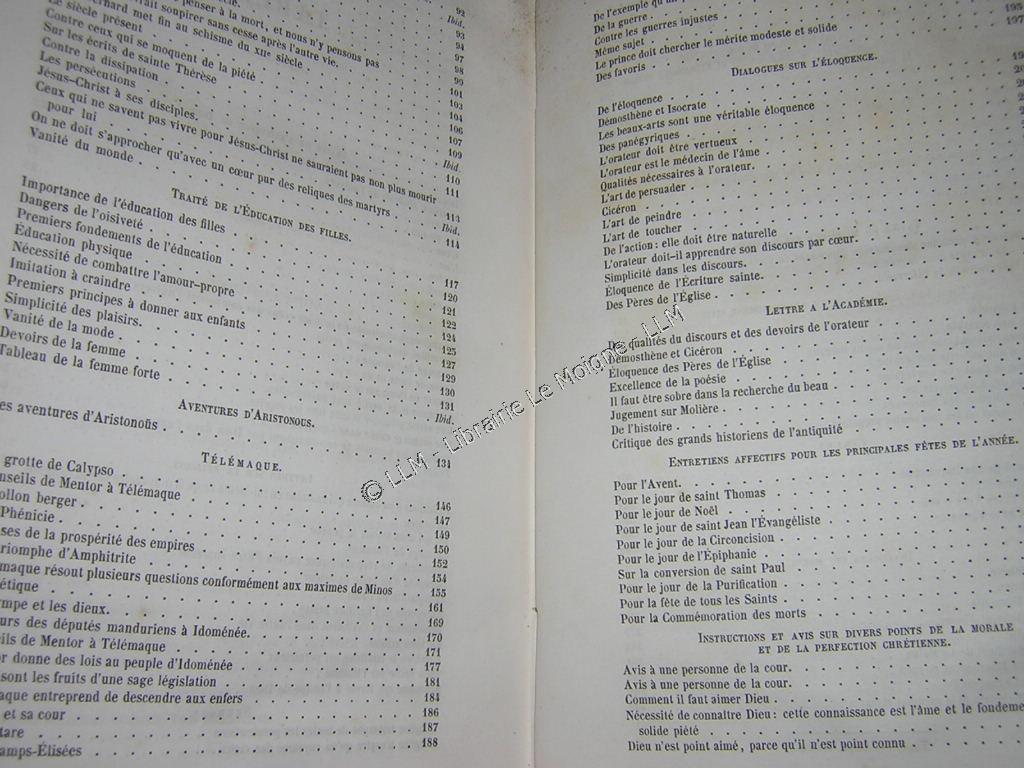 penser à la mort, et nous n'y pensons pas 92
soupirer sans cesse après l'autre vie. Ibid.
met fin au schisme du XIIe siècle 93
Le siècle présent 94
Contre ceux qui se moquent de la piété 97
Sur les écrits de sainte Thérèse 98
Contre la dissipation 99
Les persécutions 101
Jésus-Christ à ses disciples. 103
Ceux qui ne savent pas vivre pour Jésus-Christ ne sauraient pas non plus mourir
pour lui
On ne doit s'approcher qu'avec un cœur pur des reliques des martyrs
Vanité du monde
104
106
107
109
Ibid.
110
111
113
Ibid.
114
TRAITÉ DE L'ÉDUCATION DES FILLES.
Importance de l'éducation des filles 117
Dangers de l'oisiveté 120
Premiers fondements de l'éducation 121
Éducation physique 122
Nécessité de combattre l'amour-propre 124
Imitation à craindre 125
Premiers principes à donner aux enfants 127
Simplicité des plaisirs. 129
Vanité de la mode 130
Devoirs de la femme 131
Tableau de la femme forte Ibid.
AVENTURES D'ARISTONOUS.
es aventures d'Aristonoüs 134
TÉLÉMAQUE.
grotte de Calypso 146
nseils de Mentor à Télémaque 147
ollon berger 149
Phénicie 150
ses de la prospérité des empires 152
riomphe d'Amphitrite 154
maque résout plusieurs questions conformément aux maximes de Minos 155
étique 161
mpe et les dieux. 169
urs des députés manduriens à Idoménée. 170
ils de Mentor à Télémaque 171
or donne des lois au peuple d'Idoménée 177
sont les fruits d'une sage législation 181
aque entreprend de descendre aux enfers 184
et sa cour 186
tare 187
amps-Élisées 188
De l'exemple qu'un
De la guerre
Contre les guerres injustes
Même sujet 195
Le prince doit chercher le mérite modeste et solide 197
Des favoris
DIALOGUES SUR L'ÉLOQUENCE.
De l'éloquence
Démosthène et Isocrate
Les beaux-arts sont une véritable éloquence
Des panégyriques
L'orateur doit être vertueux
L'orateur est le médecin de l'âme
Qualités nécessaires à l'orateur.
L'art de persuader
Cicéron
L'art de peindre
L'art de toucher
De l'action : elle doit être naturelle
L'orateur doit-il apprendre son discours par cœur.
Simplicité dans les discours.
Éloquence de l'Écriture sainte.
Des Pères de l'Église
LETTRE A L'ACADÉMIE.
Des qualités du discours et des devoirs de l'orateur
Démosthène et Cicéron
Éloquence des Pères de l'Église
Excellence de la poésie
Il faut être sobre dans la recherche du beau
Jugement sur Molière
De l'histoire
Critique des grands historiens de l'antiquité
ENTRETIENS AFFECTIFS POUR LES PRINCIPALES FÊTES DE L'ANNÉE.
Pour l'Avent.
Pour le jour de saint Thomas
Pour le jour de Noël
Pour le jour de saint Jean l'Évangéliste
Pour le jour de la Circoncision
Pour le jour de l'Épiphanie
Sur la conversion de saint Paul
Pour le jour de la Purification
Pour la fête de tous les Saints
Pour la Commémoration des morts
INSTRUCTIONS ET AVIS SUR DIVERS POINTS DE LA MORALE
ET DE LA PERFECTION CHRÉTIENNE.
Avis à une personne de la cour.
Avis à une personne de la cour.
Comment il faut aimer Dieu
Nécessité de connaître Dieu : cette connaissance est l'âme et le fondeme
solide piété
Dieu n'est point aimé, parce qu'il n'est point connu
© LLM - Librairie Le Moigne - LLM